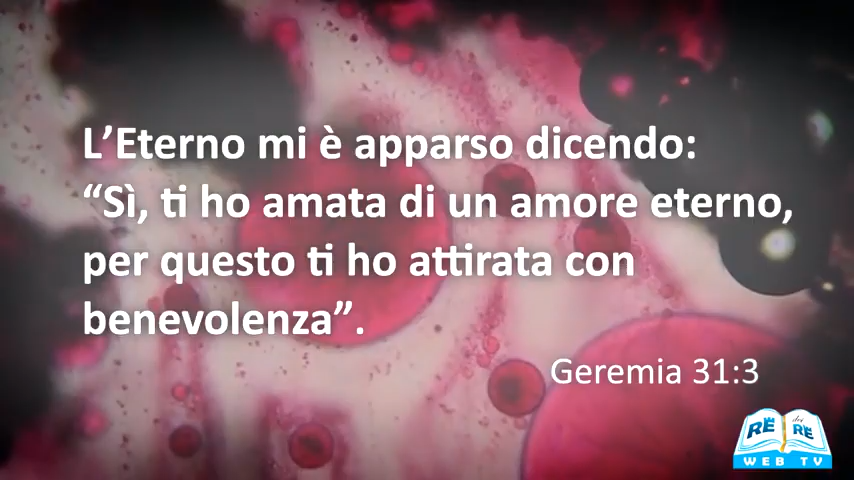 L’Eterno mi è apparso dicendo:
“Sì, ti ho amata di un amore eterno,
per questo ti ho attirata con
benevolenza”.
Geremia 31:3
RE dei RE
WEB TV